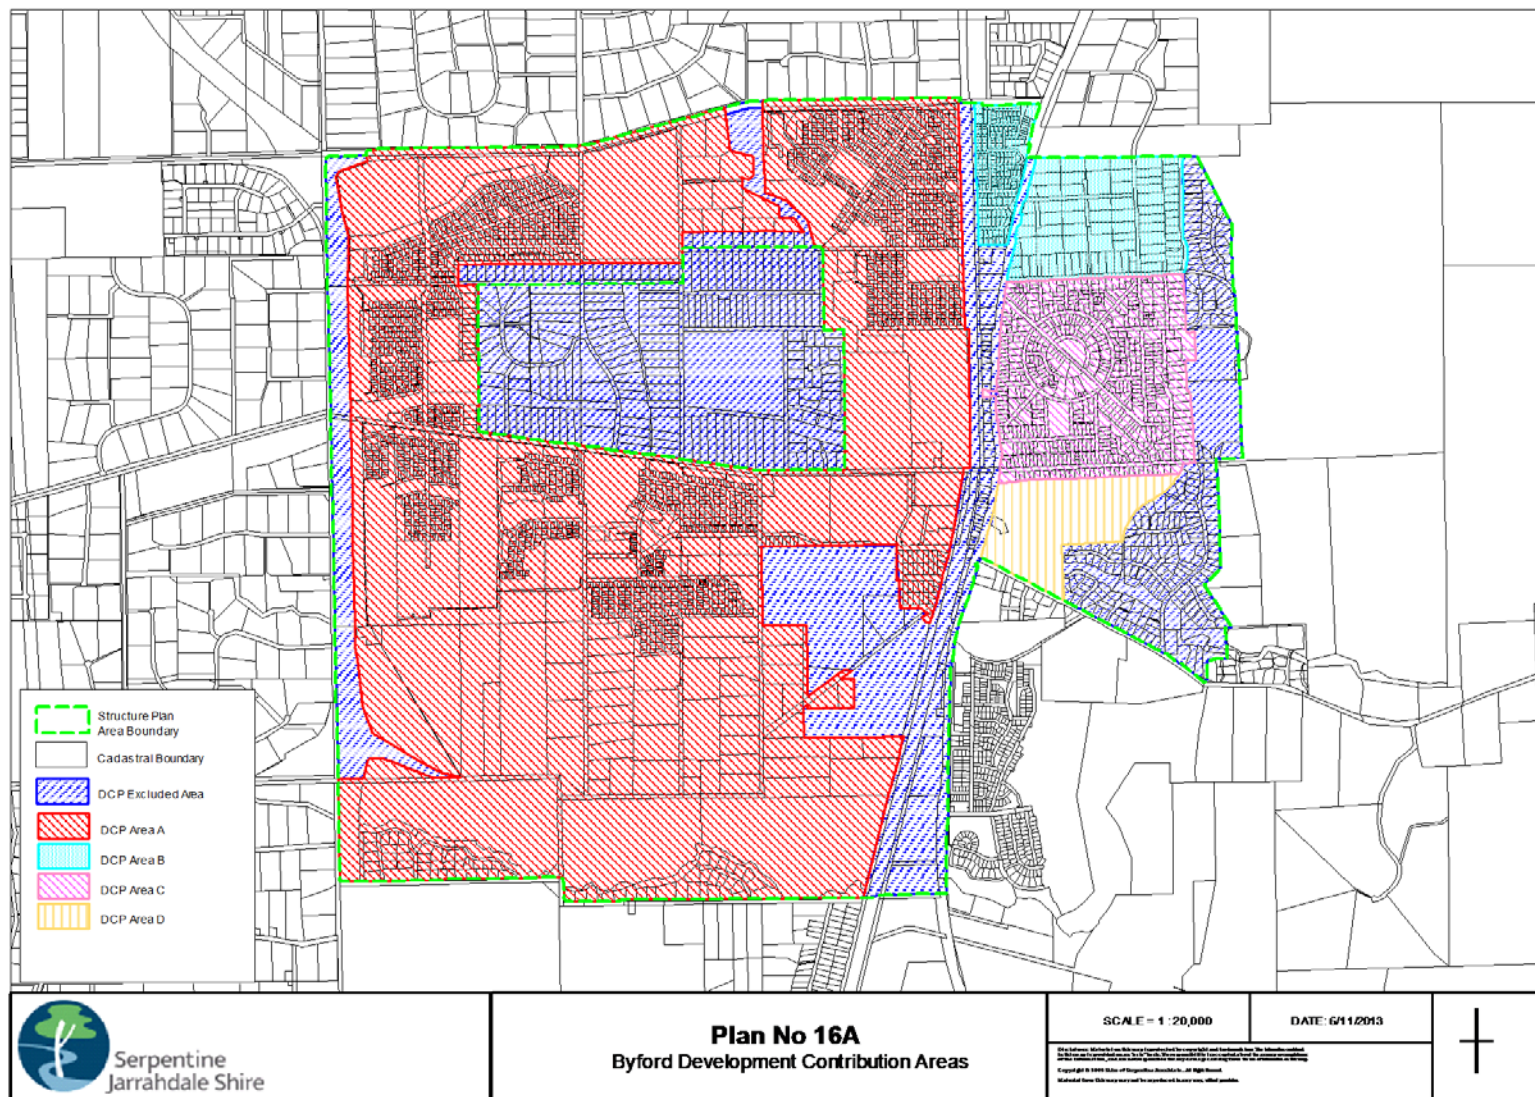 Structure Plan
Area Boundary
Cadastral Boundary
DCP Excluded Area
DCP Area A
DCP Area B
DCP Area C
DCP Area D
Serpentine
Jarrahdale Shire
Plan No 16A
Byford Development Contribution Areas
SCALE = 1 : 20,000
DATE: 6/11/2013